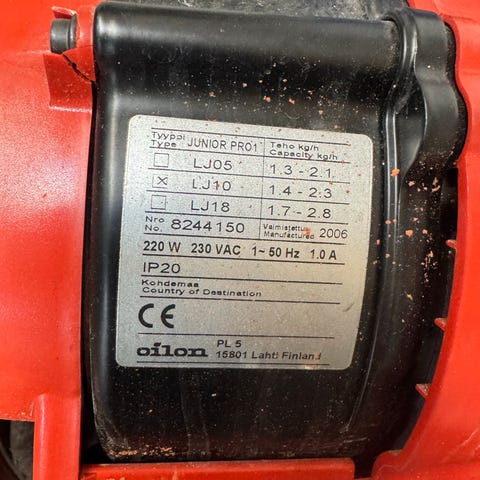 Tyyppi Type JUNIOR PRO1 Teho kg/h Capacity kg/h
LJ05 1.3 - 2.1
x LJ10 1.4 - 2.3
LJ18 1.7 - 2.8
Nro No. 8244150 Valmistettu Manufactured 2006
220 W 230 VAC 1~ 50 Hz 1.0 A
IP20
Kohdemaa
Country of Destination
CE
oilon PL 5
15801 Lahti Finland